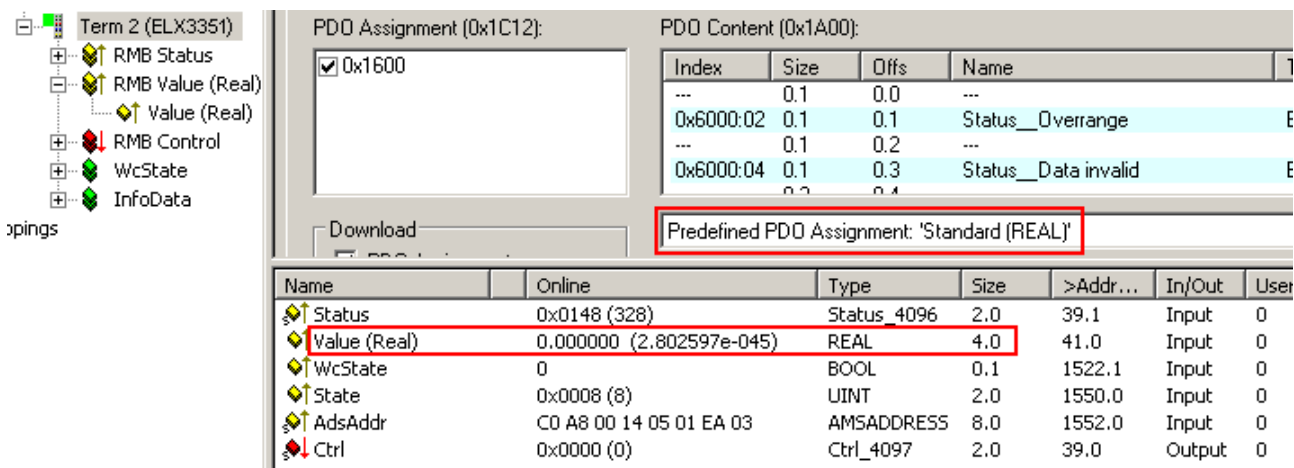 Term 2 (ELX3351)
RMB Status
RMB Value (Real)
Value (Real)
RMB Control
WcState
InfoData
ppings
PDO Assignment (0x1C12):
0x1600
Download
PDO Content (0x1A00):
Index Size Offs Name T
--- 0.1 0.0 ---
0x6000:02 0.1 0.1 Status__Overrange E
--- 0.1 0.2 ---
0x6000:04 0.1 0.3 Status__Data invalid E
Predefined PDO Assignment: 'Standard (REAL)'
Name Online Type Size >Addr... In/Out User
Status 0x0148 (328) Status_4096 2.0 39.1 Input 0
Value (Real) 0.000000 (2.802597e-045) REAL 4.0 41.0 Input 0
WcState 0 BOOL 0.1 1522.1 Input 0
State 0x0008 (8) UINT 2.0 1550.0 Input 0
AdsAddr C0 A8 00 14 05 01 EA 03 AMSADDRESS 8.0 1552.0 Input 0
Ctrl 0x0000 (0) Ctrl_4097 2.0 39.0 Output 0